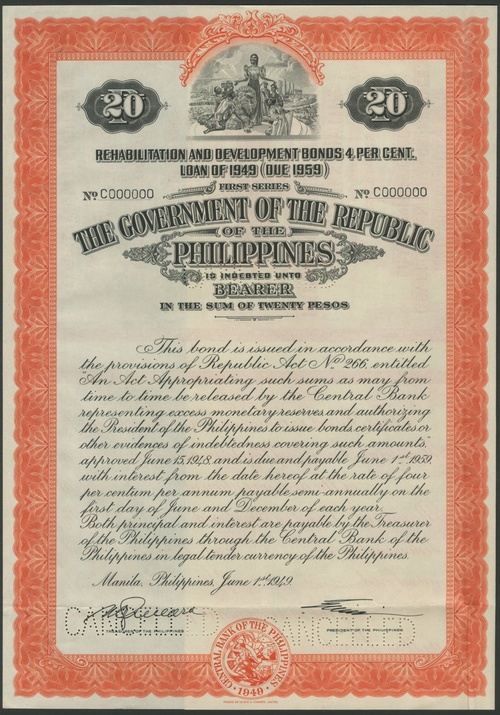 20 20
REHABILITATION AND DEVELOPMENT BONDS 4 PER CENT.
LOAN OF 1949 (DUE 1959)
FIRST SERIES
No C000000 No C000000
THE GOVERNMENT OF THE REPUBLIC
OF THE
PHILIPPINES
IS INDEBTED UNTO
BEARER
IN THE SUM OF TWENTY PESOS
This bond is issued in accordance with
the provisions of Republic Act No 266, entitled
"An Act Appropriating such sums as may from
time to time be released by the Central Bank
representing excess monetary reserves and authorizing
the President of the Philippines to issue bonds, certificates or
other evidences of indebtedness covering such amounts"
approved June 15, 1948, and is due and payable June 1st 1959,
with interest from the date hereof at the rate of four
per centum per annum payable semi-annually on the
first day of June and December of each year.
Both principal and interest are payable by the Treasurer
of the Philippines through the Central Bank of the
Philippines in legal tender currency of the Philippines.
Manila, Philippines, June 1st 1949.
CANCELLED CANCELLED
TREASURER OF THE PHILIPPINES PRESIDENT OF THE PHILIPPINES
CENTRAL BANK OF THE PHILIPPINES
1949